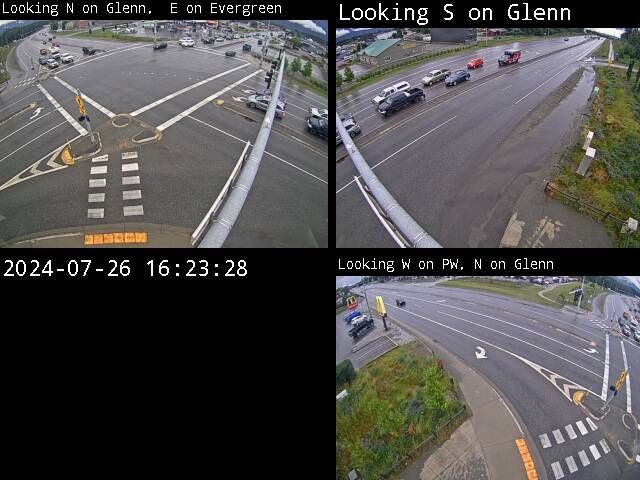 Looking N on Glenn,  E on Evergreen
Looking S on Glenn
2024-07-26 16:23:28
Looking W on PW, N on Glenn